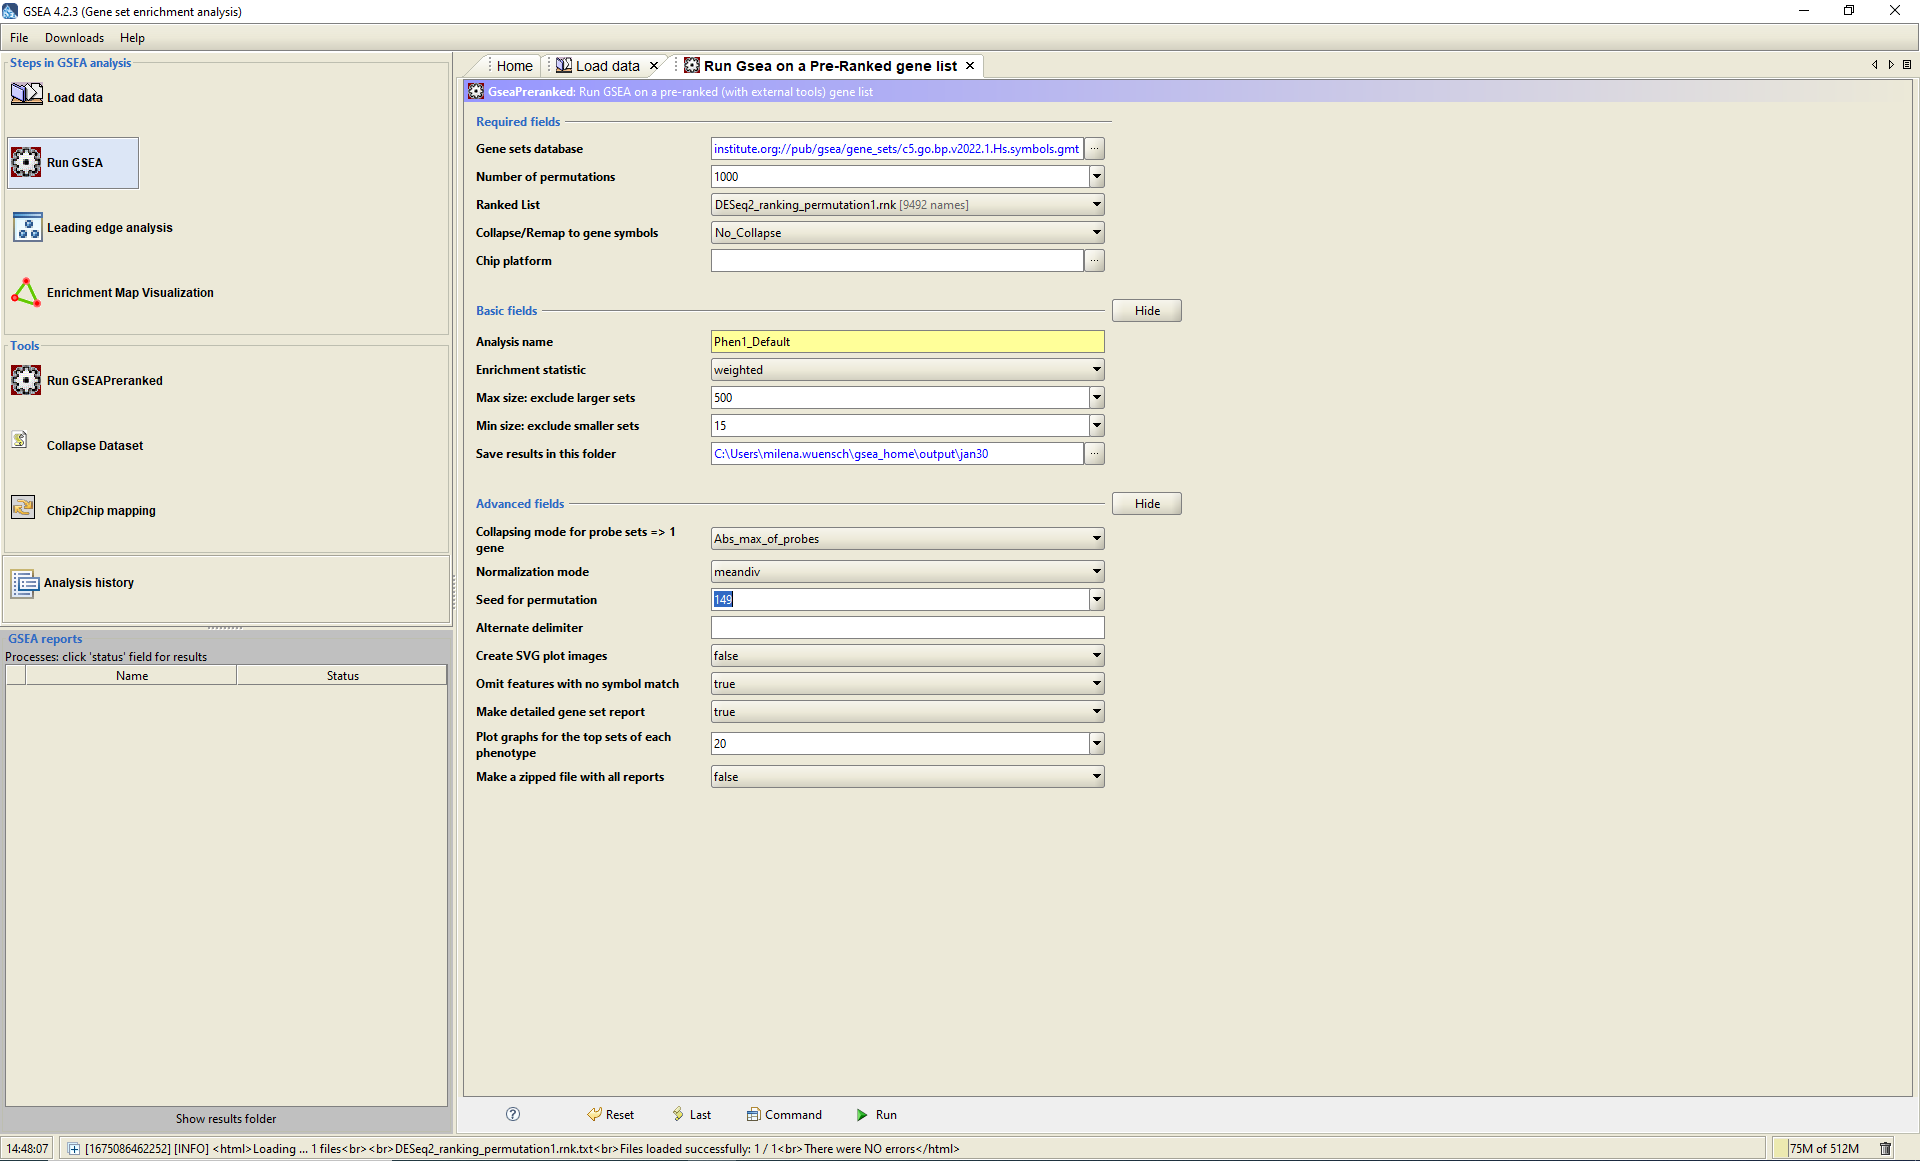 GSEA 4.2.3 (Gene set enrichment analysis)
File Downloads Help
Steps in GSEA analysis
Load data
Run GSEA
Leading edge analysis
Enrichment Map Visualization
Tools
Run GSEAPreranked
Collapse Dataset
Chip2Chip mapping
Analysis history
GSEA reports
Processes: click 'status' field for results
Name Status
Show results folder
Home Load data Run Gsea on a Pre-Ranked gene list
GseaPreranked: Run GSEA on a pre-ranked (with external tools) gene list
Required fields
Gene sets database institute.org://pub/gsea/gene_sets/c5.go.bp.v2022.1.Hs.symbols.gmt ...
Number of permutations 1000
Ranked List DESeq2_ranking_permutation1.rnk [9492 names]
Collapse/Remap to gene symbols No_Collapse
Chip platform ...
Basic fields Hide
Analysis name Phen1_Default
Enrichment statistic weighted
Max size: exclude larger sets 500
Min size: exclude smaller sets 15
Save results in this folder C:\Users\milena.wuensch\gsea_home\output\jan30 ...
Advanced fields Hide
Collapsing mode for probe sets => 1
gene Abs_max_of_probes
Normalization mode meandiv
Seed for permutation 149
Alternate delimiter
Create SVG plot images false
Omit features with no symbol match true
Make detailed gene set report true
Plot graphs for the top sets of each
phenotype 20
Make a zipped file with all reports false
? Reset Last Command Run
14:48:07 [1675086462252] [INFO] <html>Loading ... 1 files<br><br>DESeq2_ranking_permutation1.rnk.txt<br>Files loaded successfully: 1 / 1<br>There were NO errors</html> 75M of 512M